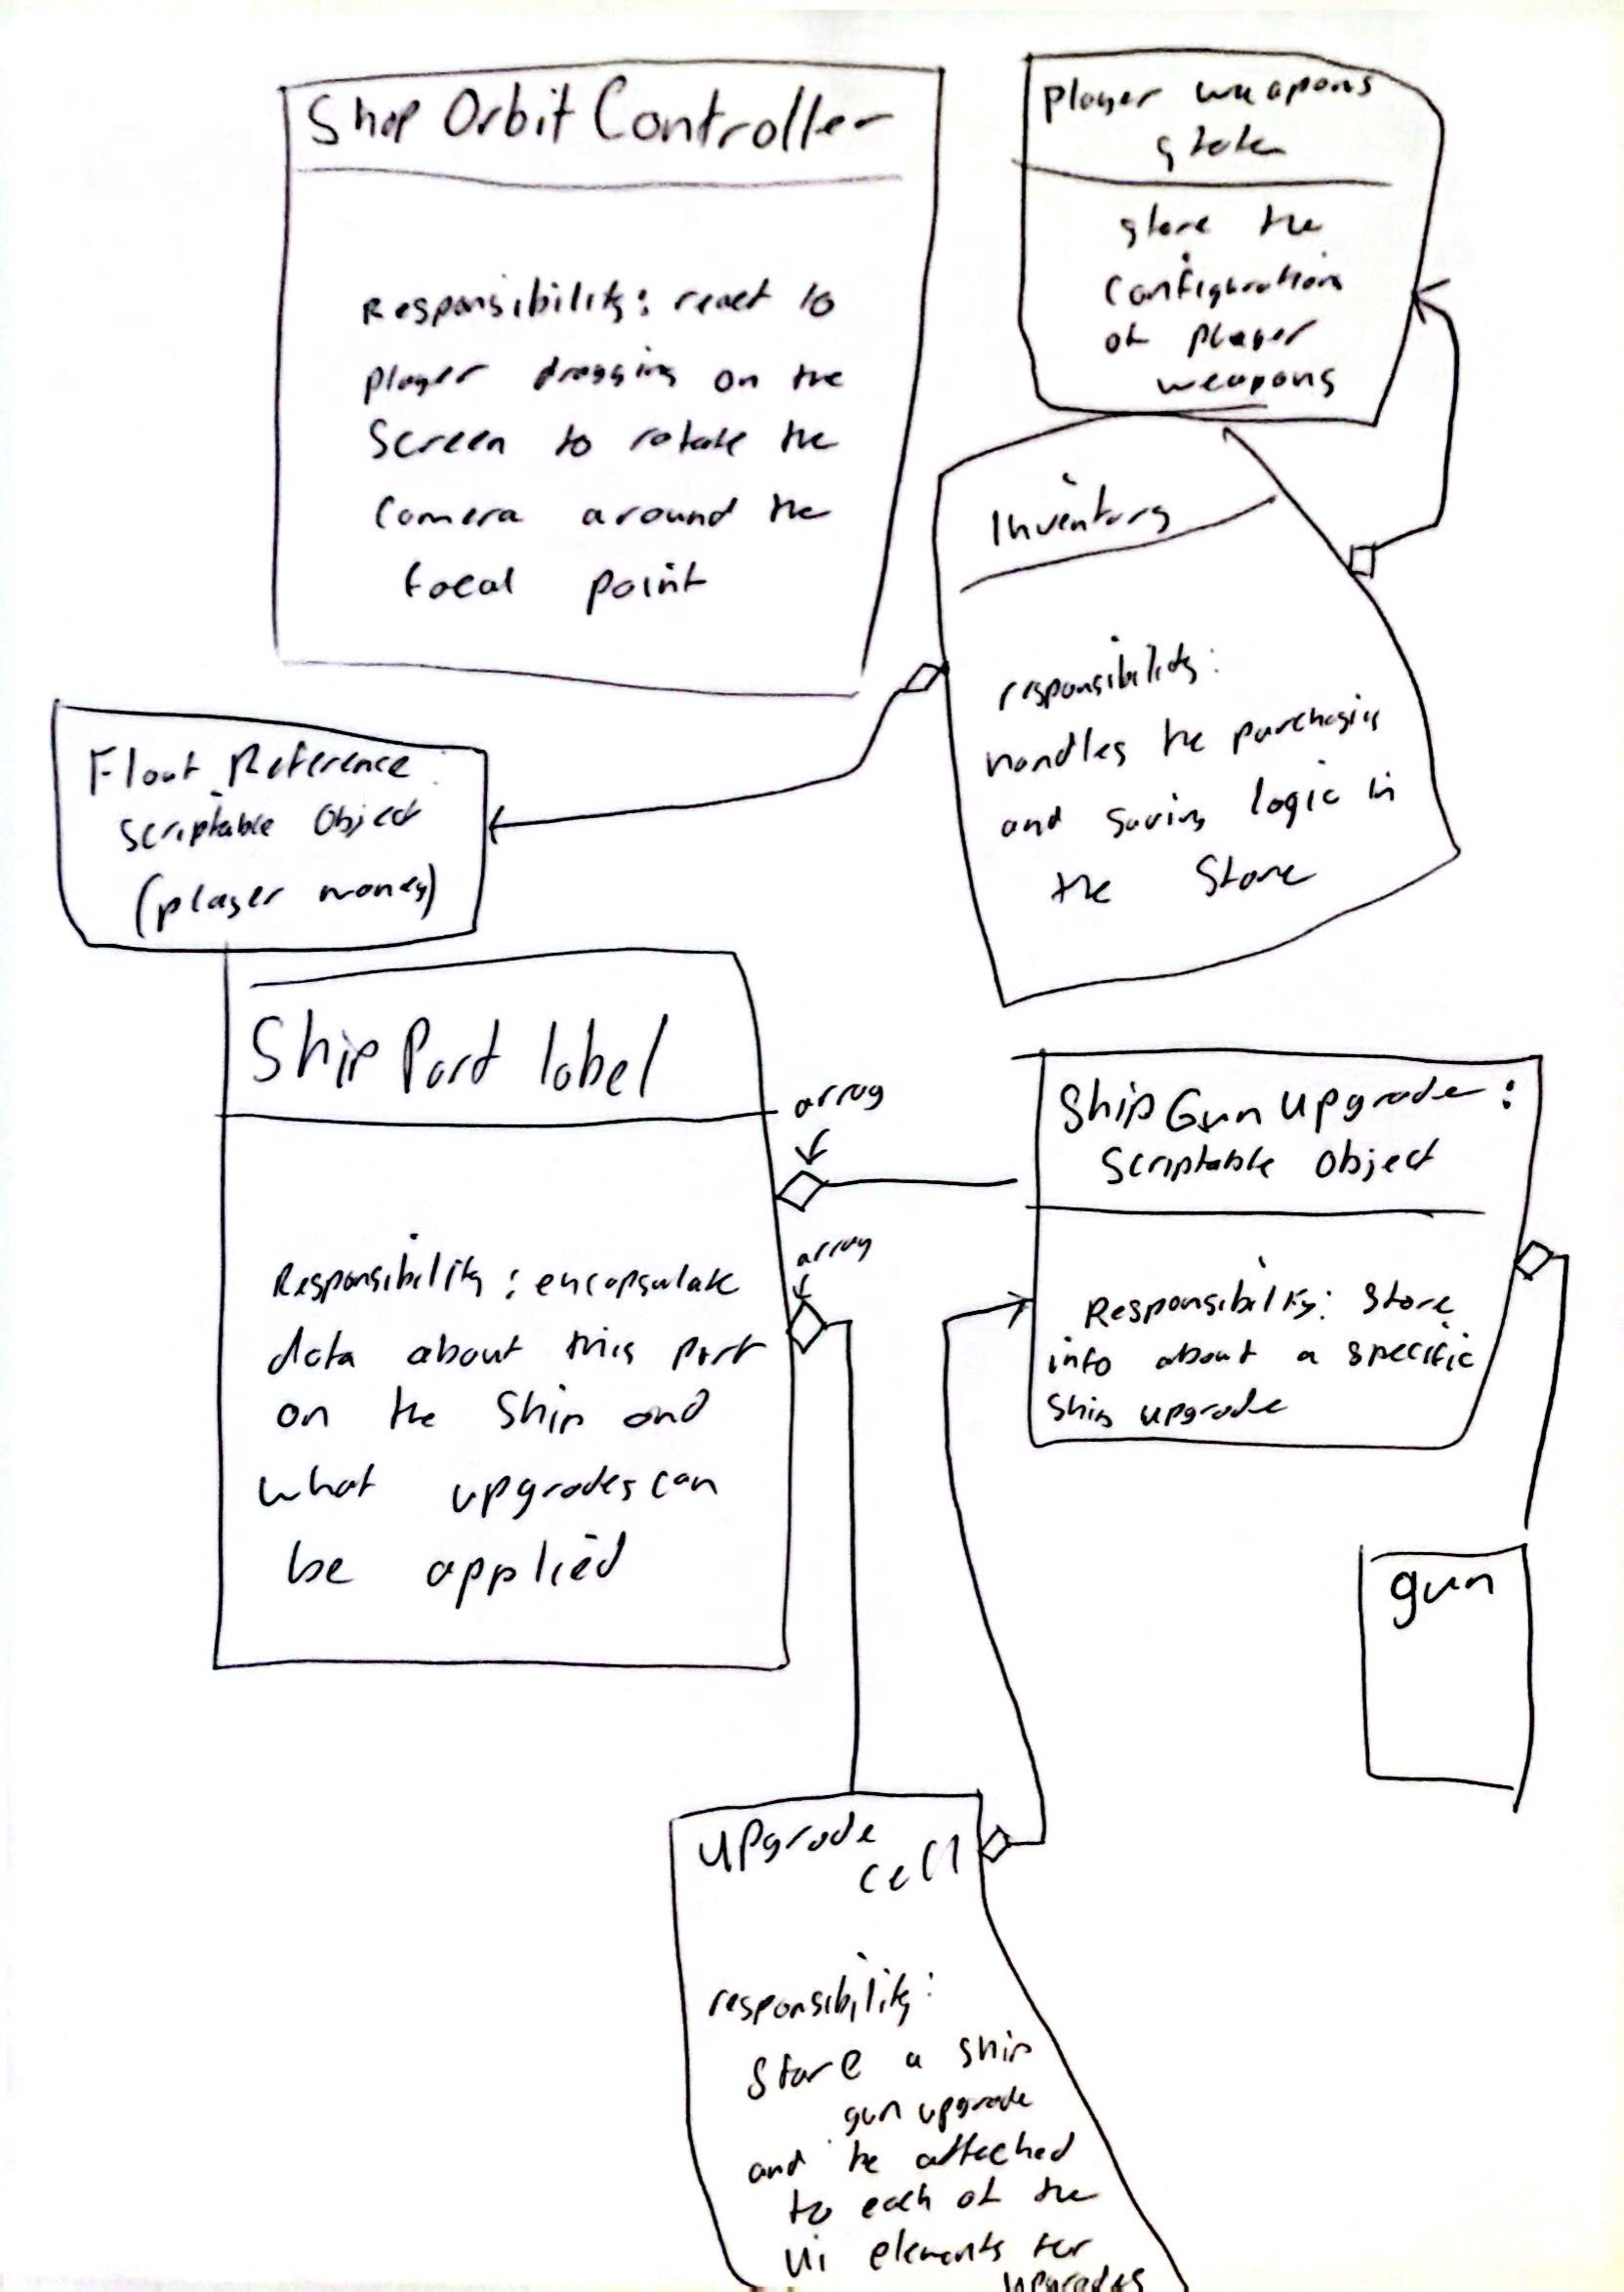 Shop Orbit Controller
Responsibility: react to
player dragging on the
Screen to rotate the
Camera around the
focal point
player weapons
state
store the
configuration
of player
weapons
Inventory
responsibility:
handles the purchasing
and saving logic in
the Store
Float Reference:
Scriptable Object
(player money)
Ship Part label
Responsibility: encapsulate
data about this part
on the Ship and
what upgrades can
be applied
array
array
Ship Gun Upgrade:
Scriptable Object
Responsibility: Store
info about a specific
Ship upgrade
gun
upgrade
cell
responsibility:
Store a ship
gun upgrade
and be attached
to each of the
Ui elements for
upgrades